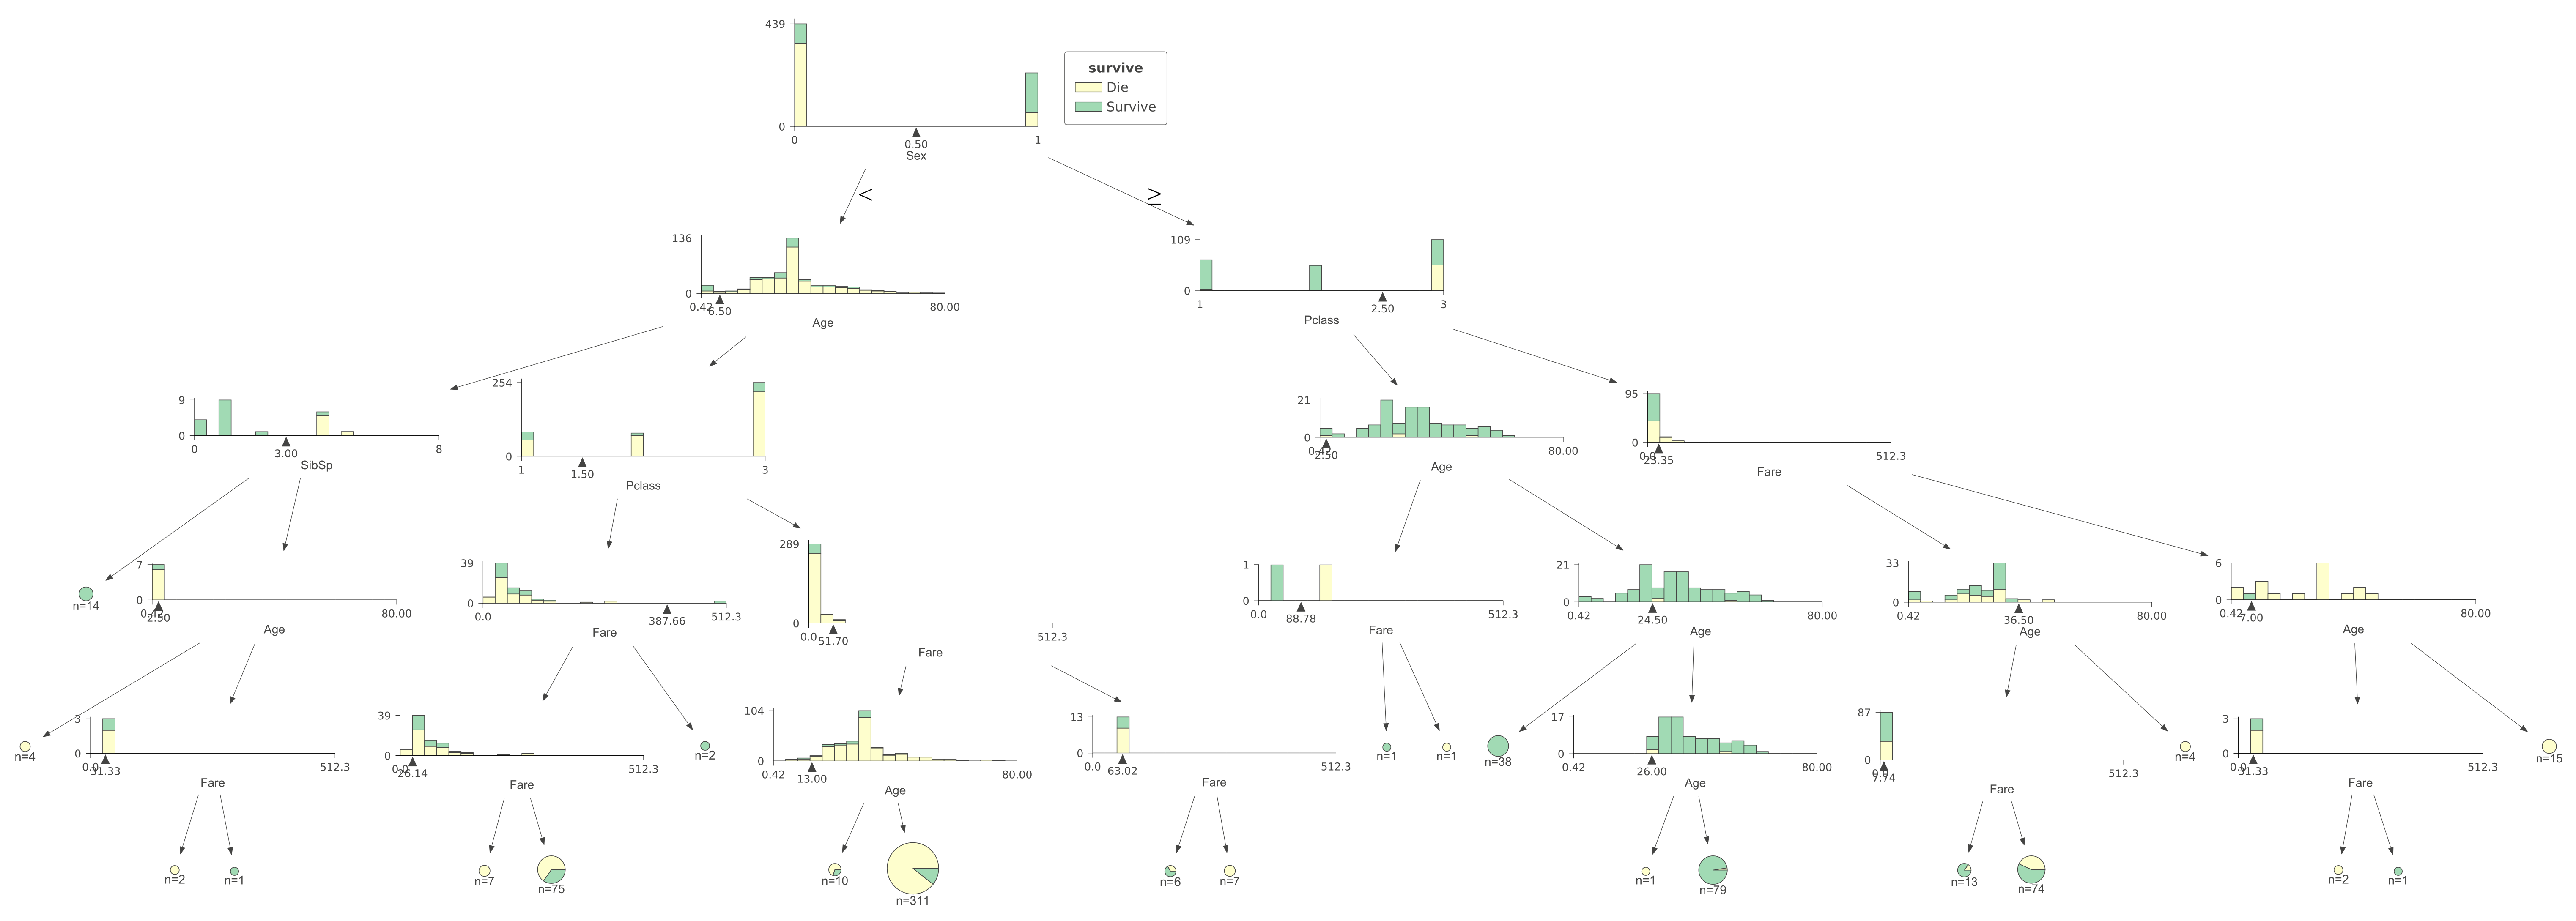 439
0
0
0.50
1
Sex
survive
Die
Survive
<
≥
136
0
0.42
6.50
80.00
Age
109
0
1
2.50
3
Pclass
9
0
0
3.00
8
SibSp
254
0
1
1.50
3
Pclass
21
0
0.42
2.50
80.00
Age
95
0
0.0
23.35
512.3
Fare
n=14
7
0
0.42
2.50
80.00
Age
39
0
0.0
387.66
512.3
Fare
289
0
0.0
51.70
512.3
Fare
1
0
0.0
88.78
512.3
Fare
21
0
0.42
24.50
80.00
Age
33
0
0.42
36.50
80.00
Age
6
0
0.42
7.00
80.00
Age
n=4
3
0
0.0
31.33
512.3
Fare
39
0
0.0
26.14
512.3
Fare
n=2
104
0
0.42
13.00
80.00
Age
13
0
0.0
63.02
512.3
Fare
n=1
n=1
n=38
17
0
0.42
26.00
80.00
Age
87
0
0.0
7.74
512.3
Fare
n=4
3
0
0.0
31.33
512.3
Fare
n=15
n=2
n=1
n=7
n=75
n=10
n=311
n=6
n=7
n=1
n=79
n=13
n=74
n=2
n=1